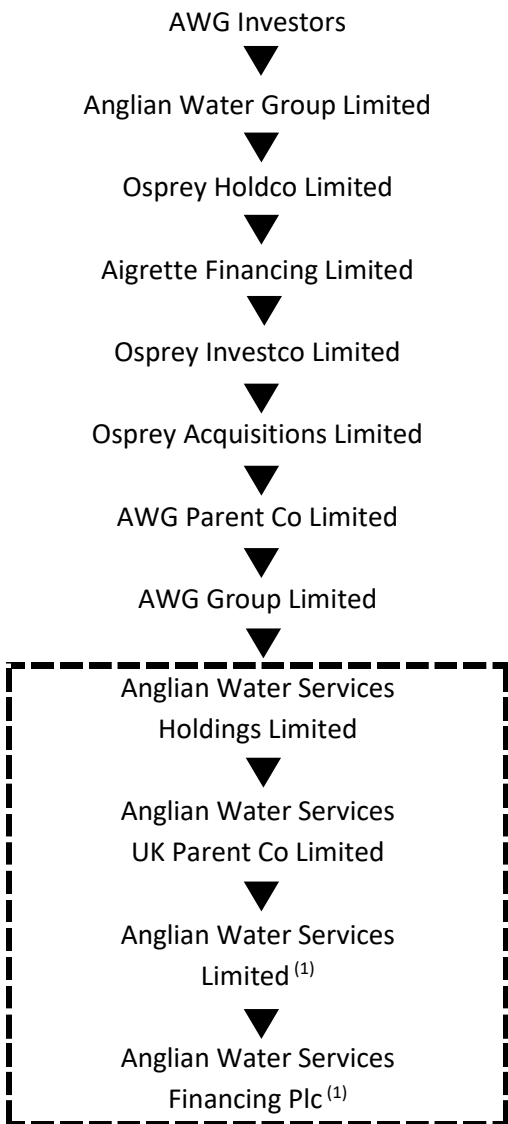 AWG Investors
Anglian Water Group Limited
Osprey Holdco Limited
Aigrette Financing Limited
Osprey Investco Limited
Osprey Acquisitions Limited
AWG Parent Co Limited
AWG Group Limited
Anglian Water Services
Holdings Limited
Anglian Water Services
UK Parent Co Limited
Anglian Water Services
Limited (1)
Anglian Water Services
Financing Plc (1)